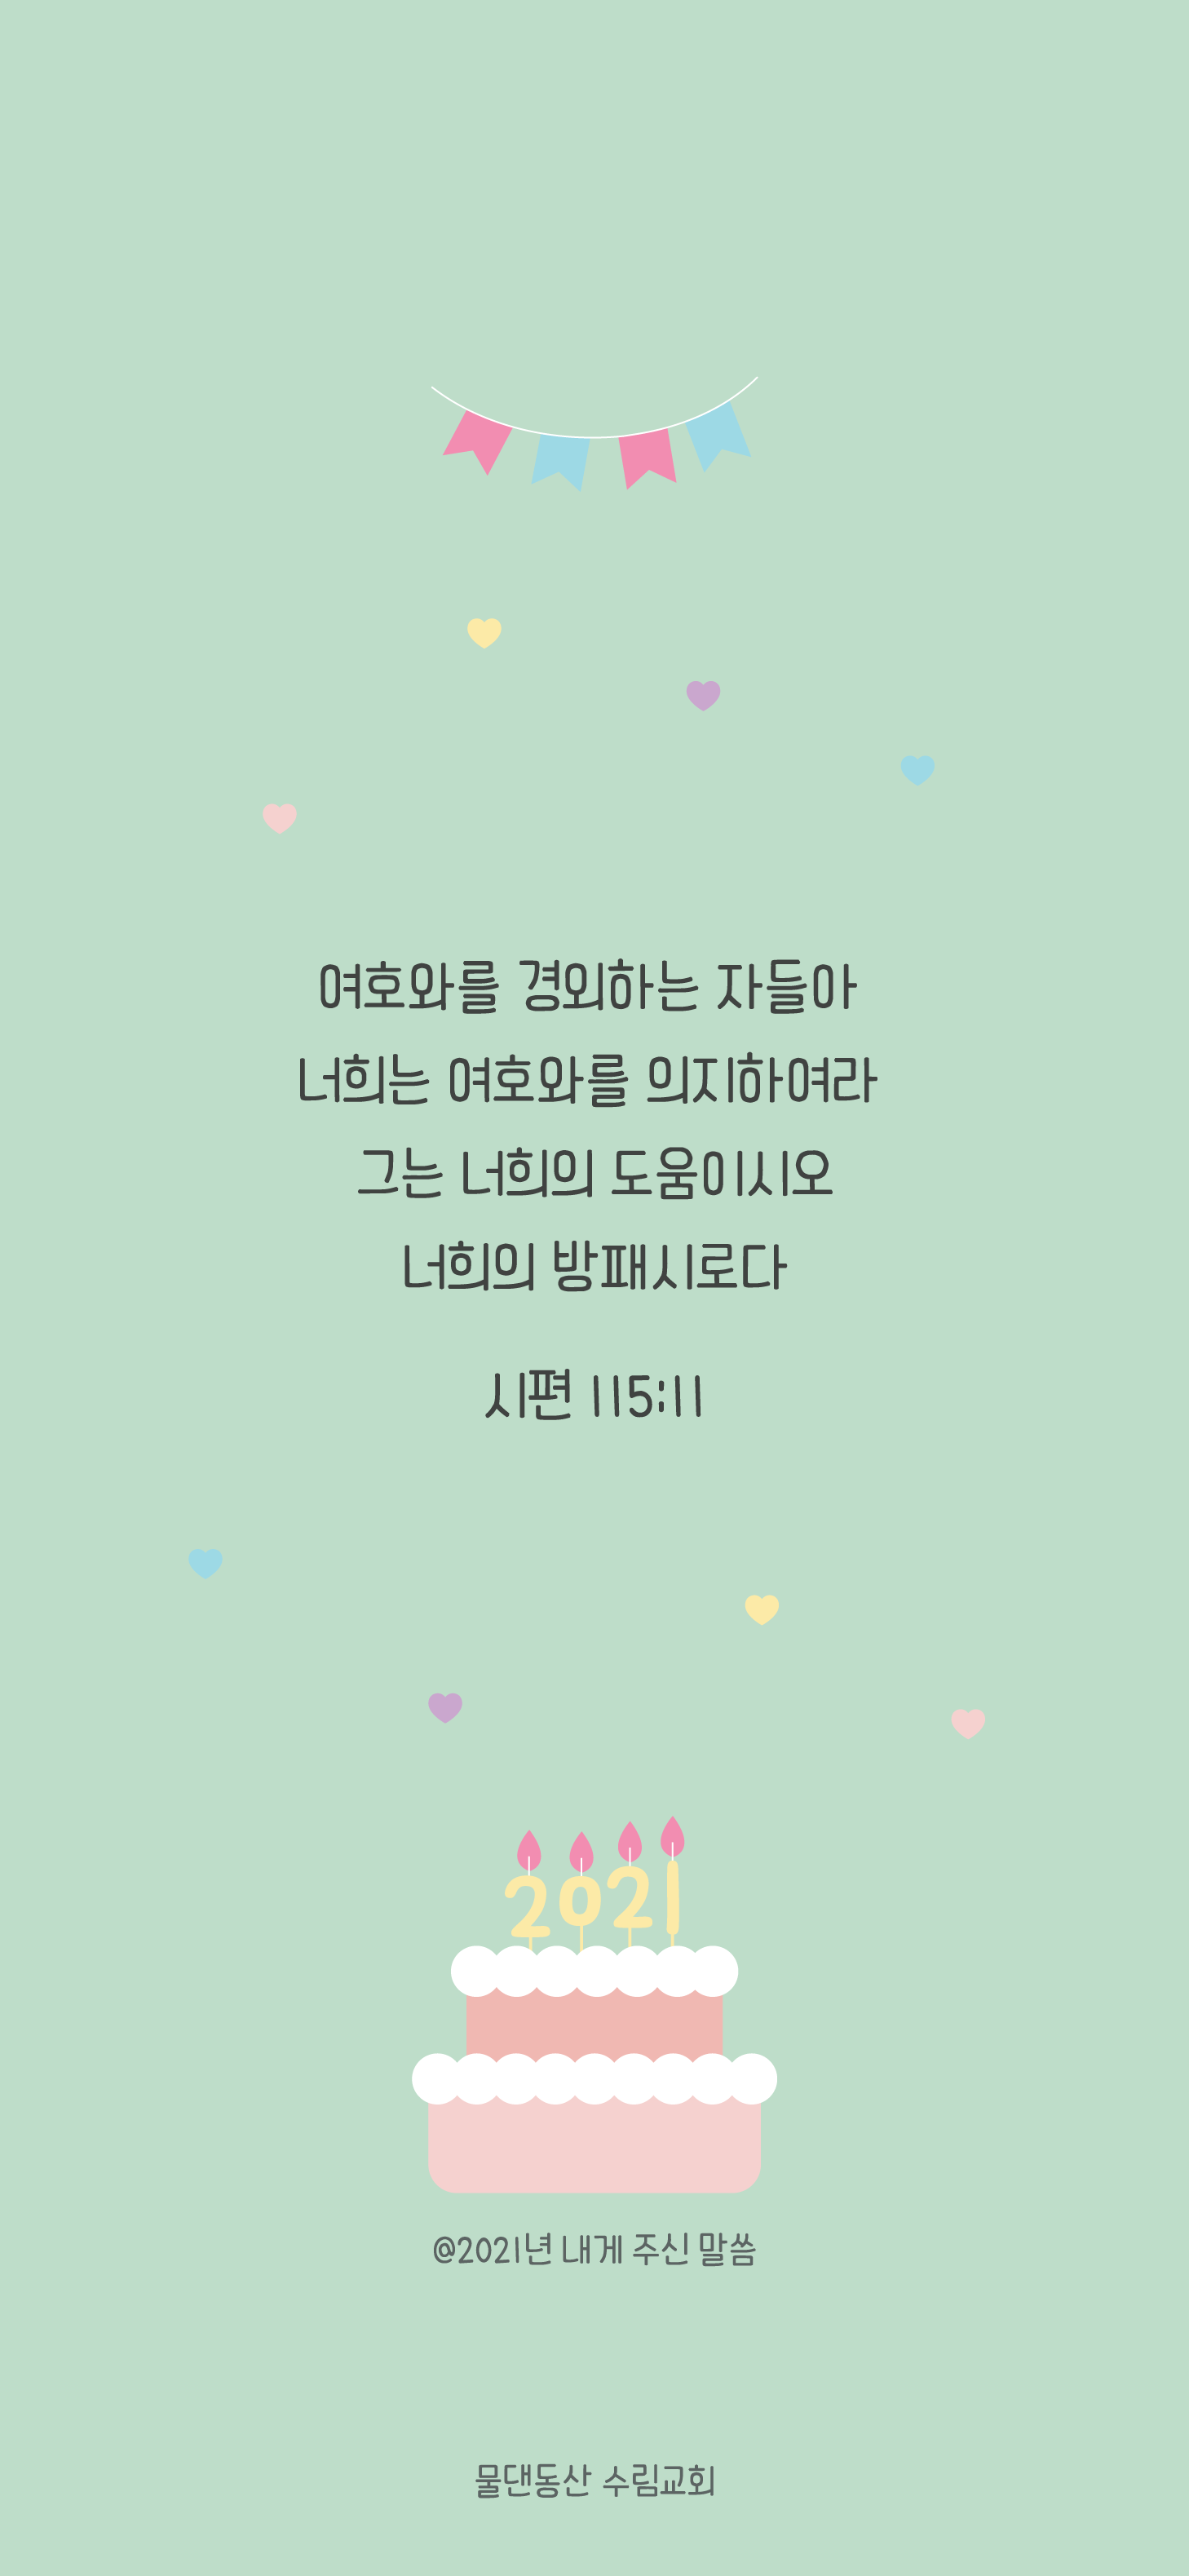 여호와를 경외하는 자들아
너희는 여호와를 의지하여라
그는 너희의 도움이시오
너희의 방패시로다
시편 115:11
2021
@2021년 내게 주신 말씀
물댄동산 수림교회